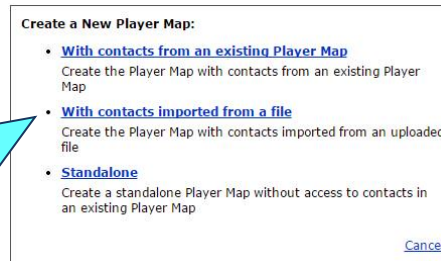 Create a New Player Map:
• With contacts from an existing Player Map
Create the Player Map with contacts from an existing Player
Map
• With contacts imported from a file
Create the Player Map with contacts imported from an uploaded
file
• Standalone
Create a standalone Player Map without access to contacts in
an existing Player Map
Cance